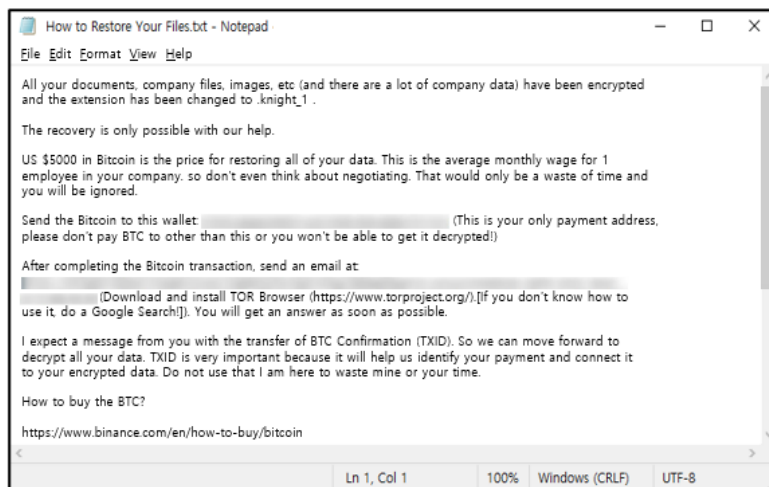 How to Restore Your Files.txt - Notepad
File Edit Format View Help
All your documents, company files, images, etc (and there are a lot of company data) have been encrypted
and the extension has been changed to .knight_1 .
The recovery is only possible with our help.
US $5000 in Bitcoin is the price for restoring all of your data. This is the average monthly wage for 1
employee in your company. so don't even think about negotiating. That would only be a waste of time and
you will be ignored.
Send the Bitcoin to this wallet: (This is your only payment address,
please don't pay BTC to other than this or you won't be able to get it decrypted!)
After completing the Bitcoin transaction, send an email at:
(Download and install TOR Browser (https://www.torproject.org/).[If you don't know how to
use it, do a Google Search!]). You will get an answer as soon as possible.
I expect a message from you with the transfer of BTC Confirmation (TXID). So we can move forward to
decrypt all your data. TXID is very important because it will help us identify your payment and connect it
to your encrypted data. Do not use that I am here to waste mine or your time.
How to buy the BTC?
https://www.binance.com/en/how-to-buy/bitcoin
Ln 1, Col 1 100% Windows (CRLF) UTF-8